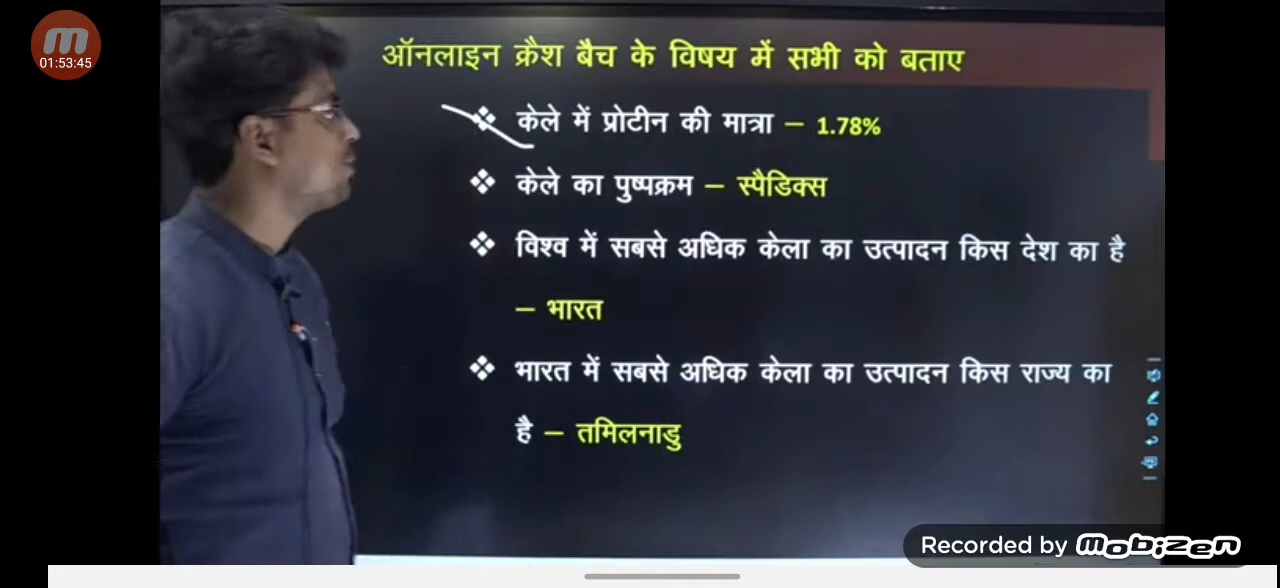 01:53:45
ऑनलाइन क्रैश बैच के विषय में सभी को बताए
❖ केले में प्रोटीन की मात्रा – 1.78%
❖ केले का पुष्पक्रम – स्पैडिक्स
❖ विश्व में सबसे अधिक केला का उत्पादन किस देश का है
– भारत
❖ भारत में सबसे अधिक केला का उत्पादन किस राज्य का
है – तमिलनाडु
Recorded by mobizen